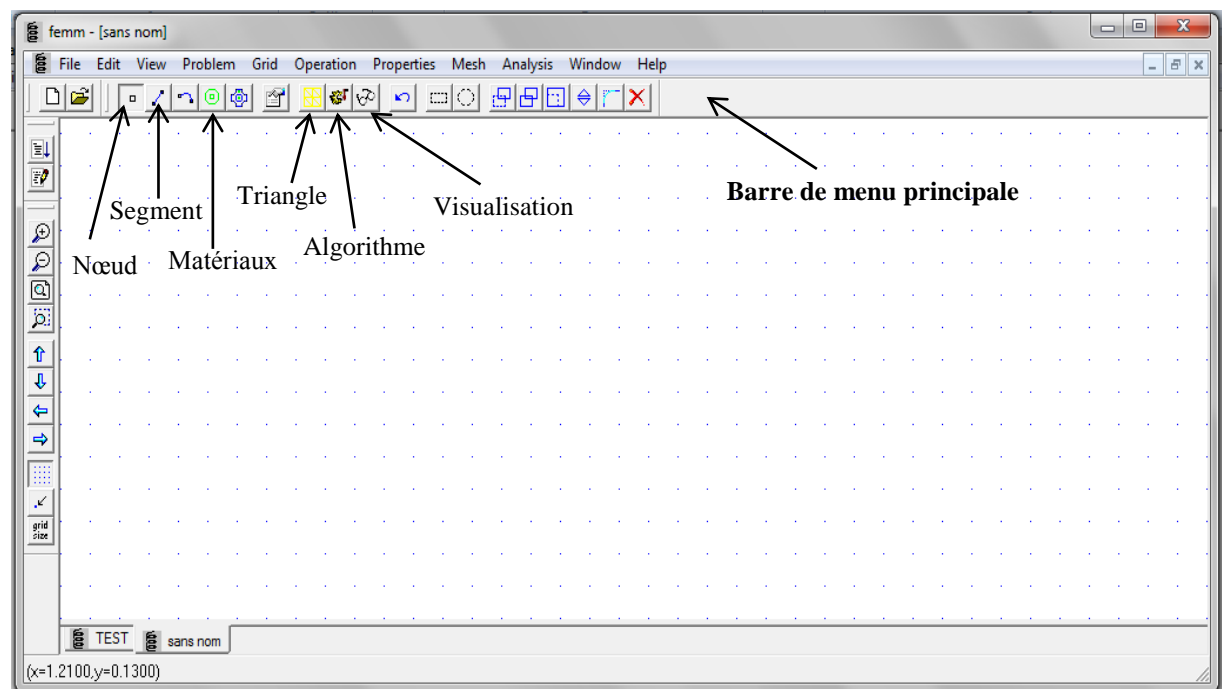 femm - [sans nom]
File Edit View Problem Grid Operation Properties Mesh Analysis Window Help
Barre de menu principale
Triangle
Visualisation
Segment
Algorithme
Matériaux
Nœud
grid
size
TEST
sans nom
(x=1.2100,y=0.1300)